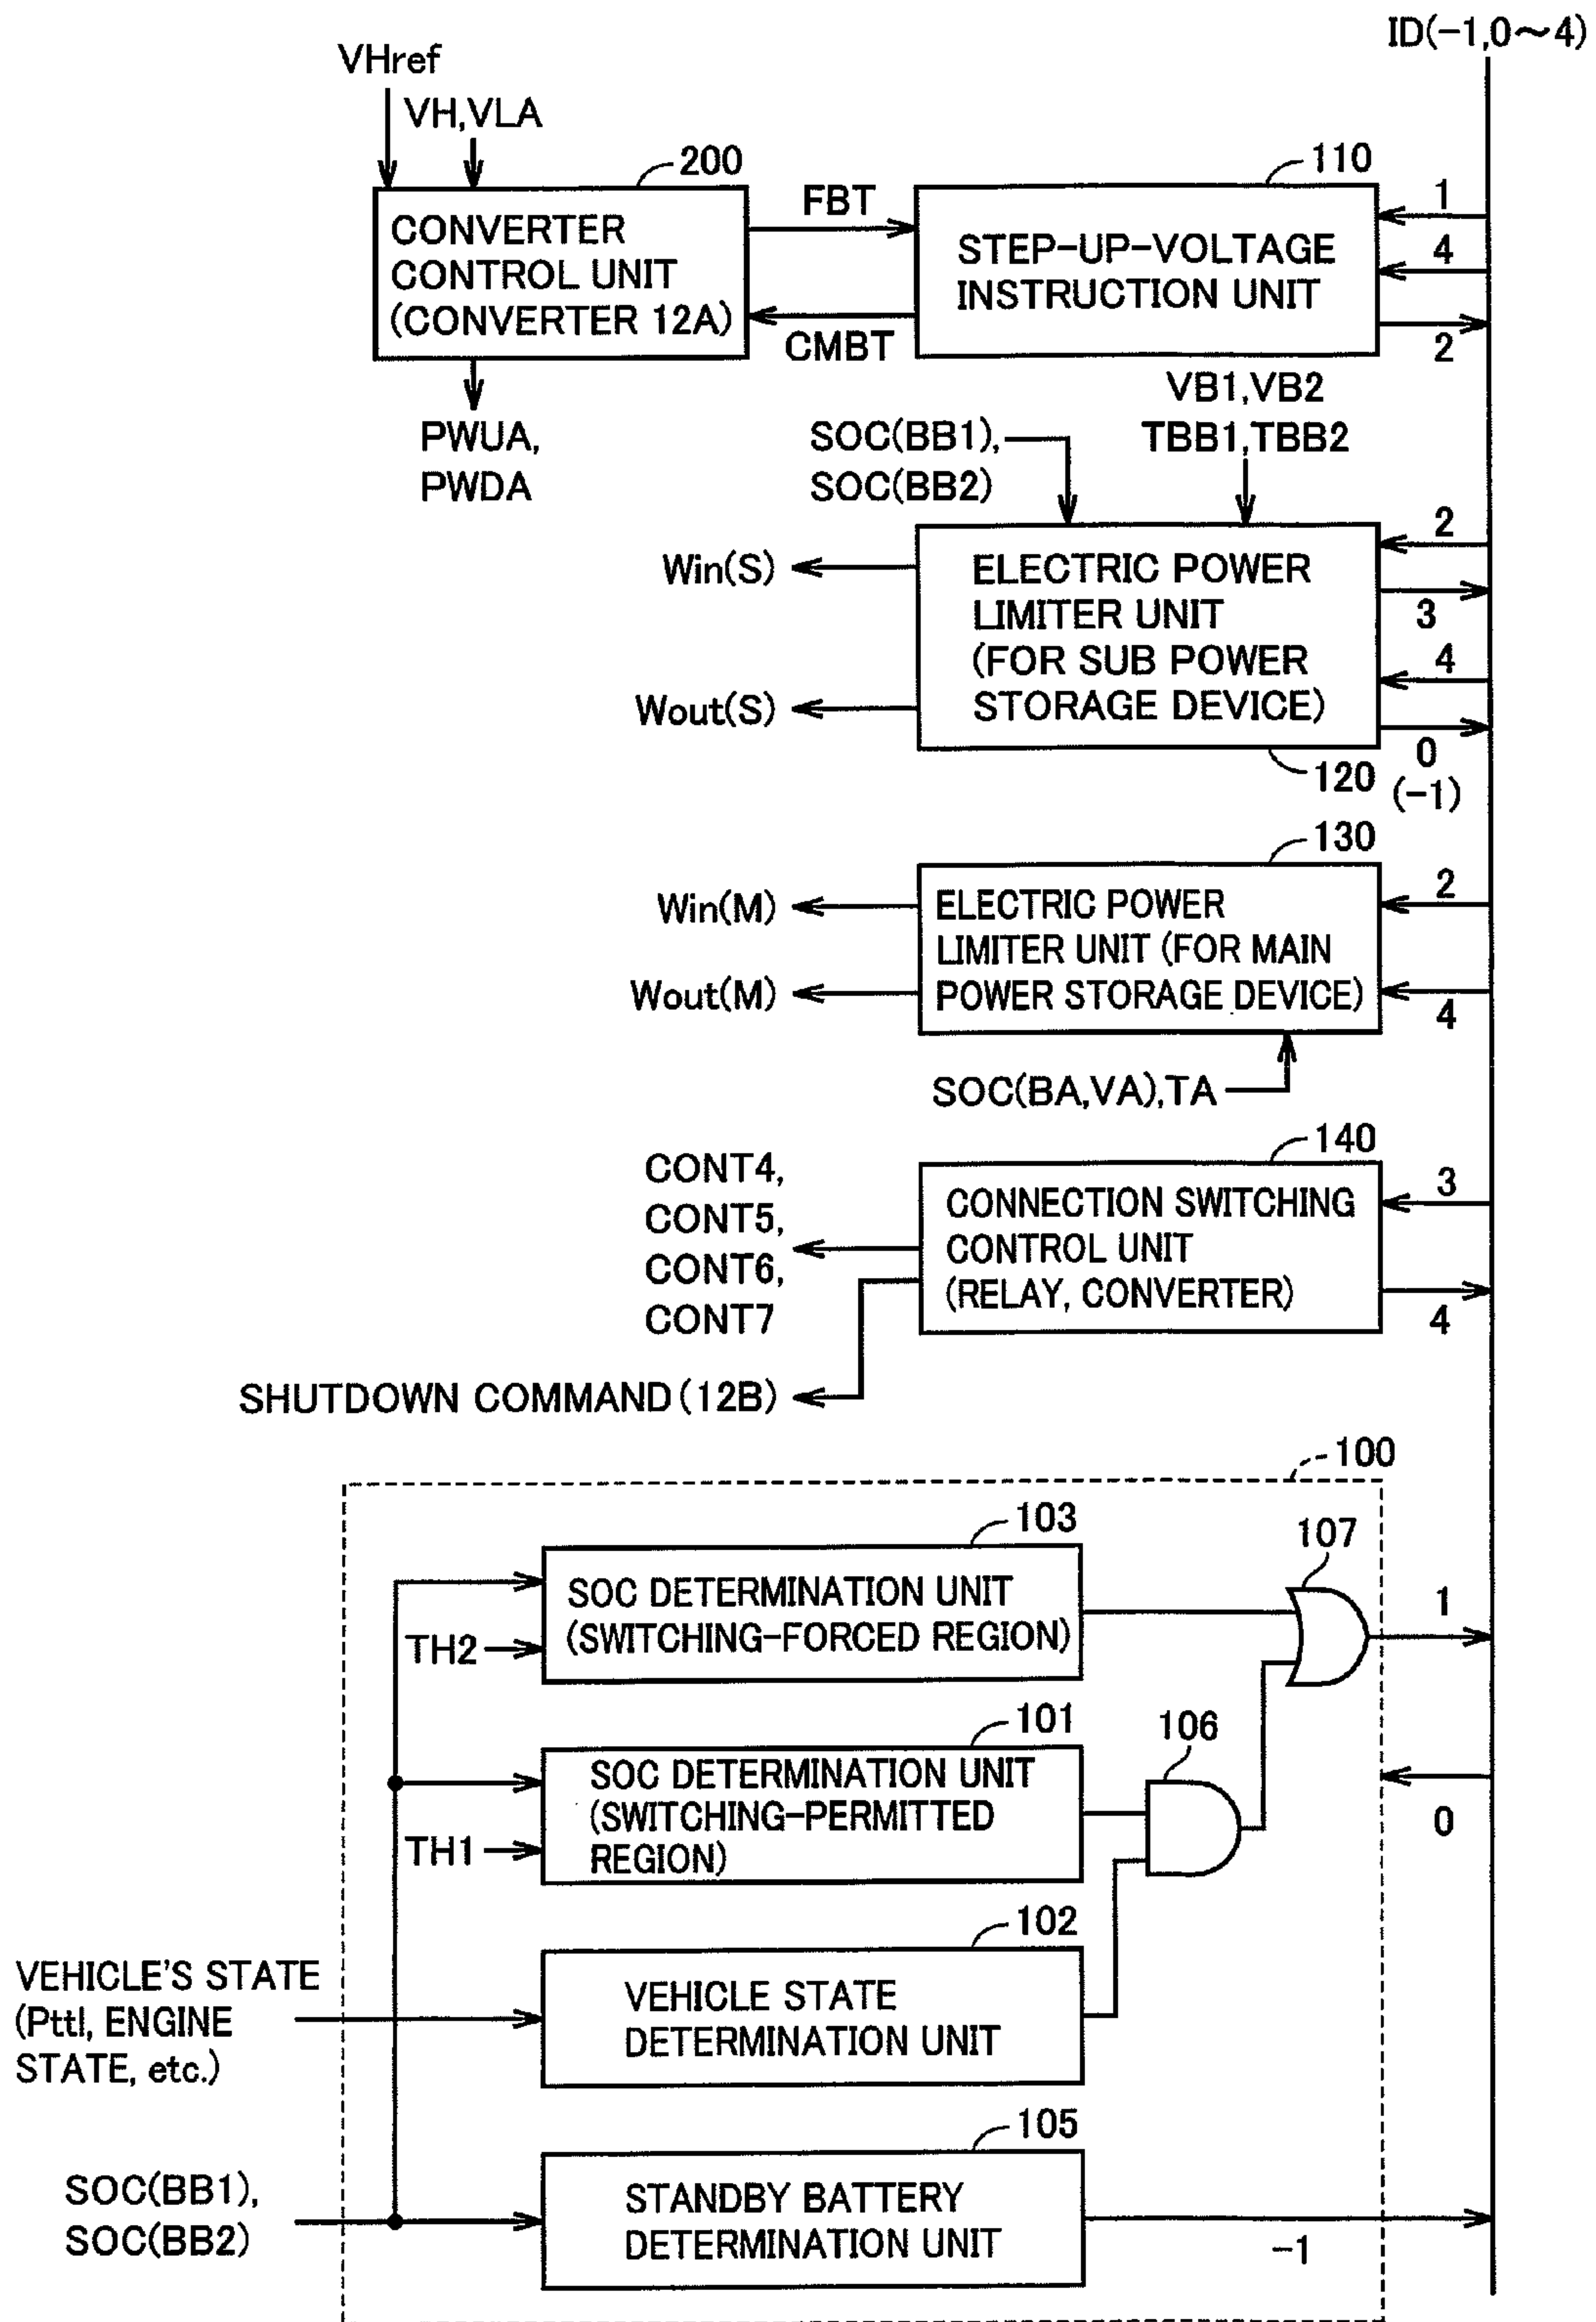 ID(-1,0~4)
VHref
VH,VLA
200
110
CONVERTER
CONTROL UNIT
(CONVERTER 12A)
FBT
CMBT
STEP-UP-VOLTAGE
INSTRUCTION UNIT
1
4
2
PWUA,
PWDA
SOC(BB1),
SOC(BB2)
VB1,VB2
TBB1,TBB2
Win(S)
Wout(S)
ELECTRIC POWER
LIMITER UNIT
(FOR SUB POWER
STORAGE DEVICE)
2
3
4
0
(-1)
120
130
Win(M)
Wout(M)
ELECTRIC POWER
LIMITER UNIT (FOR MAIN
POWER STORAGE DEVICE)
2
4
SOC(BA,VA),TA
140
CONT4,
CONT5,
CONT6,
CONT7
CONNECTION SWITCHING
CONTROL UNIT
(RELAY, CONVERTER)
3
4
SHUTDOWN COMMAND(12B)
100
103
107
SOC DETERMINATION UNIT
(SWITCHING-FORCED REGION)
TH2
1
101
106
SOC DETERMINATION UNIT
(SWITCHING-PERMITTED
REGION)
TH1
0
102
VEHICLE'S STATE
(Pttl, ENGINE
STATE, etc.)
VEHICLE STATE
DETERMINATION UNIT
105
SOC(BB1),
SOC(BB2)
STANDBY BATTERY
DETERMINATION UNIT
-1